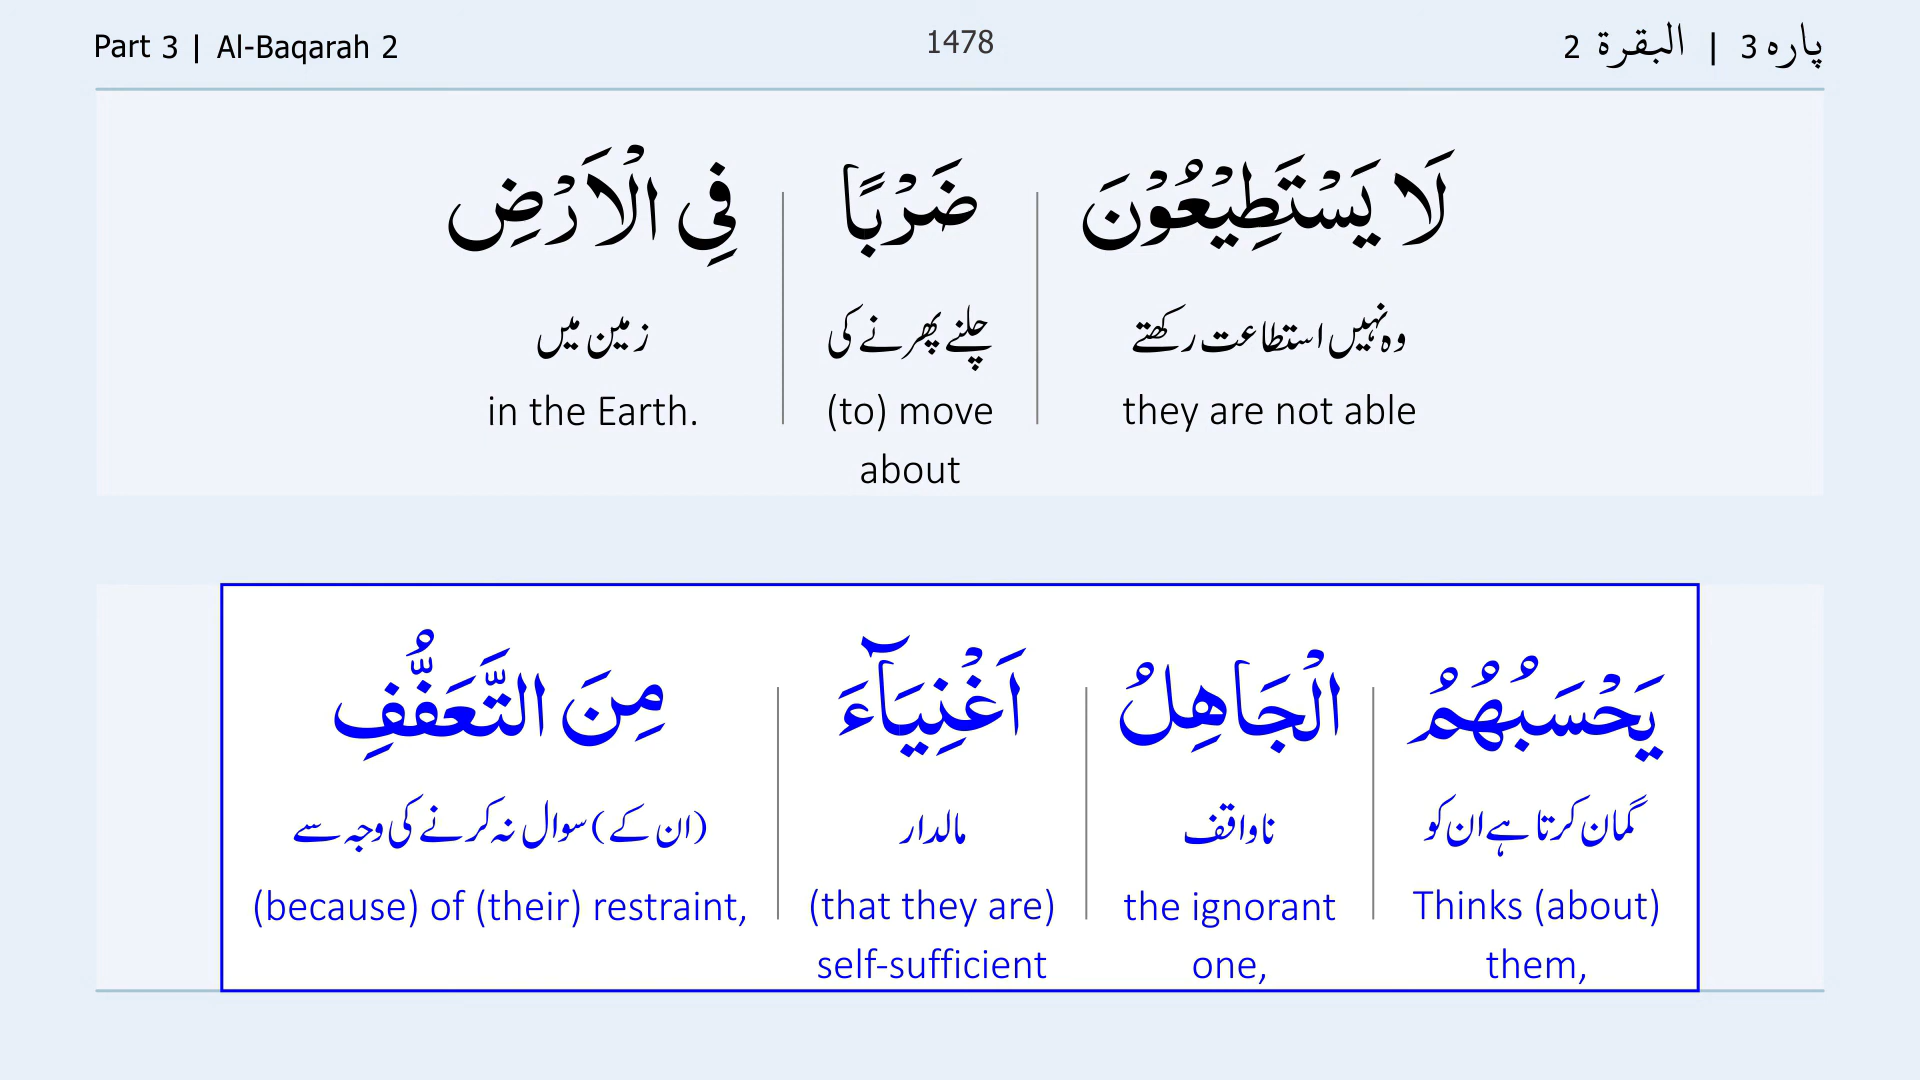 Part 3 | Al-Baqarah 2
1478
پارہ 3 | البقرة 2
لَا يَسْتَطِيْعُوْنَ ضَرْبًا فِى الْاَرْضِ
وہ نہیں استطاعت رکھتے چلنے پھرنے کی زمین میں
they are not able (to) move about in the Earth.
يَحْسَبُهُمُ الْجَاهِلُ اَغْنِيَآءَ مِنَ التَّعَفُّفِ
گمان کرتا ہے ان کو ناواقف مالدار (ان کے) سوال نہ کرنے کی وجہ سے
Thinks (about) them, the ignorant one, (that they are) self-sufficient (because) of (their) restraint,